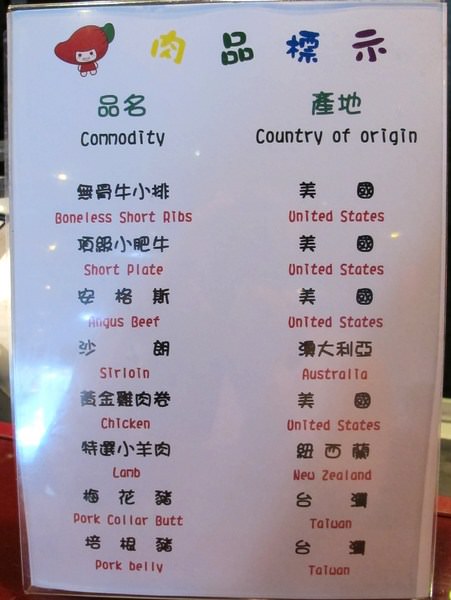 肉品標示
品名 產地
Commodity Country of origin
無骨牛小排 美國
Boneless Short Ribs United States
頂級小肥牛 美國
Short Plate United States
安格斯 美國
Angus Beef United States
沙朗 澳大利亞
Sirloin Australia
黃金雞肉卷 美國
Chicken United States
特選小羊肉 紐西蘭
Lamb New Zealand
梅花豬 台灣
Pork Collar Butt Taiwan
培根豬 台灣
Pork belly Taiwan